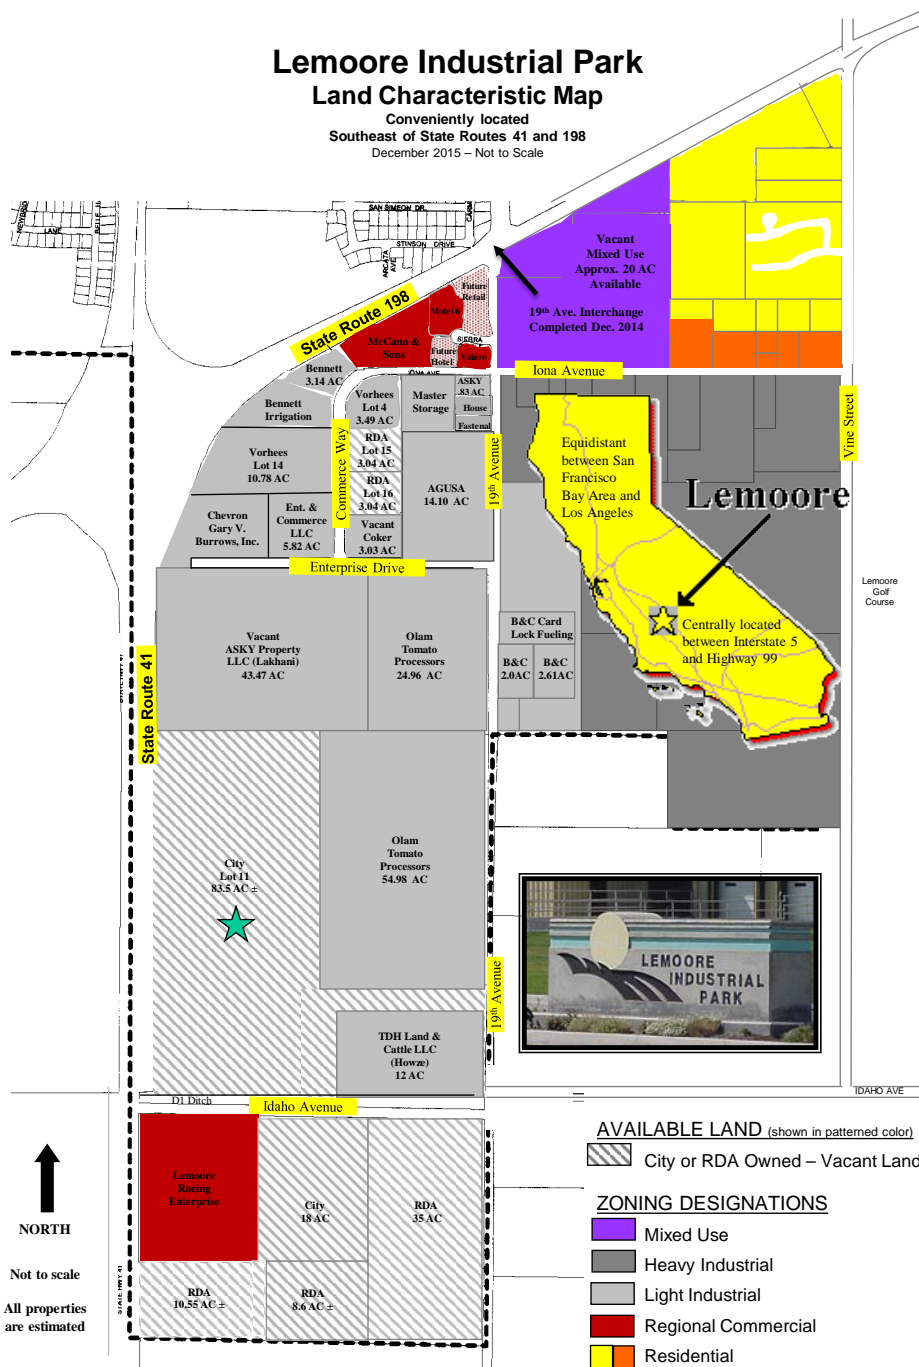 Lemoore Industrial Park
Land Characteristic Map
Conveniently located
Southeast of State Routes 41 and 198
December 2015 – Not to Scale
LANE
SAN SIMEON DR.
STINSON DRIVE
ARCATA
AVE
State Route 198
Future
Retail
Motel 6
McCann &
Sons
SIERRA
Future
Hotel
Valero
Vacant
Mixed Use
Approx. 20 AC
Available
19th Ave. Interchange
Completed Dec. 2014
Iona Avenue
IONA AVE
Bennett
3.14 AC
Bennett
Irrigation
Vorhees
Lot 4
3.49 AC
Master
Storage
ASKY
.83 AC
House
Fastenal
RDA
Lot 15
3.04 AC
RDA
Lot 16
3.04 AC
Vorhees
Lot 14
10.78 AC
Commerce Way
AGUSA
14.10 AC
19th Avenue
Vine Street
Chevron
Gary V.
Burrows, Inc.
Ent. &
Commerce
LLC
5.82 AC
Vacant
Coker
3.03 AC
Enterprise Drive
Equidistant
between San
Francisco
Bay Area and
Los Angeles
Lemoore
Centrally located
between Interstate 5
and Highway 99
Lemoore
Golf
Course
Vacant
ASKY Property
LLC (Lakhani)
43.47 AC
Olam
Tomato
Processors
24.96 AC
B&C Card
Lock Fueling
B&C
2.0AC
B&C
2.61AC
State Route 41
City
Lot 11
83.5 AC ±
Olam
Tomato
Processors
54.98 AC
19th Avenue
LEMOORE
INDUSTRIAL
PARK
TDH Land &
Cattle LLC
(Howze)
12 AC
D1 Ditch
Idaho Avenue
IDAHO AVE
Lemoore
Racing
Enterprise
City
18 AC
RDA
35 AC
RDA
10.55 AC ±
RDA
8.6 AC ±
STATE HWY 41
NORTH
Not to scale
All properties
are estimated
AVAILABLE LAND (shown in patterned color)
City or RDA Owned – Vacant Land
ZONING DESIGNATIONS
Mixed Use
Heavy Industrial
Light Industrial
Regional Commercial
Residential